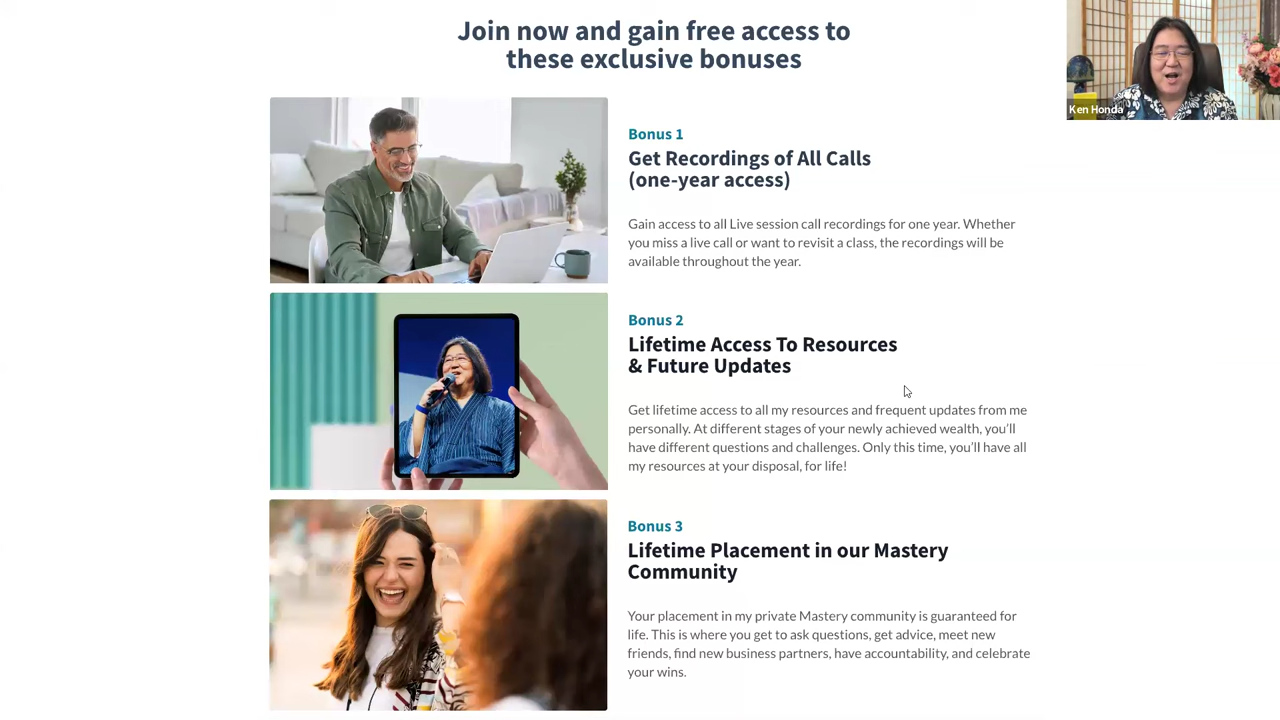 Join now and gain free access to
these exclusive bonuses
Ken Honda
Bonus 1
Get Recordings of All Calls
(one-year access)
Gain access to all Live session call recordings for one year. Whether
you miss a live call or want to revisit a class, the recordings will be
available throughout the year.
Bonus 2
Lifetime Access To Resources
& Future Updates
Get lifetime access to all my resources and frequent updates from me
personally. At different stages of your newly achieved wealth, you’ll
have different questions and challenges. Only this time, you’ll have all
my resources at your disposal, for life!
Bonus 3
Lifetime Placement in our Mastery
Community
Your placement in my private Mastery community is guaranteed for
life. This is where you get to ask questions, get advice, meet new
friends, find new business partners, have accountability, and celebrate
your wins.